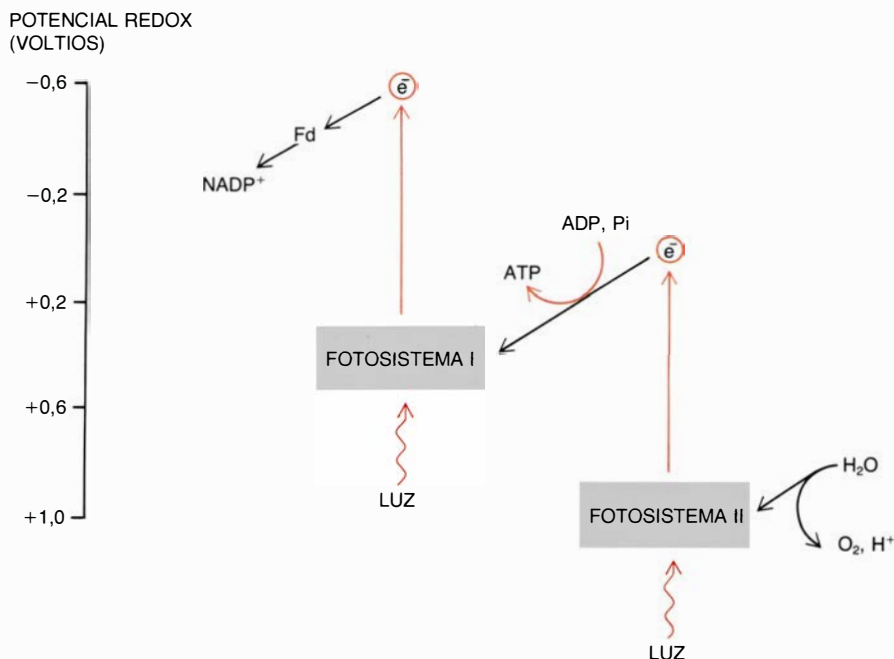 POTENCIAL REDOX
(VOLTIOS)
−0,6
−0,2
+0,2
+0,6
+1,0
e⁻
Fd
NADP⁺
ADP, Pi
e⁻
ATP
FOTOSISTEMA I
LUZ
H₂O
FOTOSISTEMA II
O₂, H⁺
LUZ